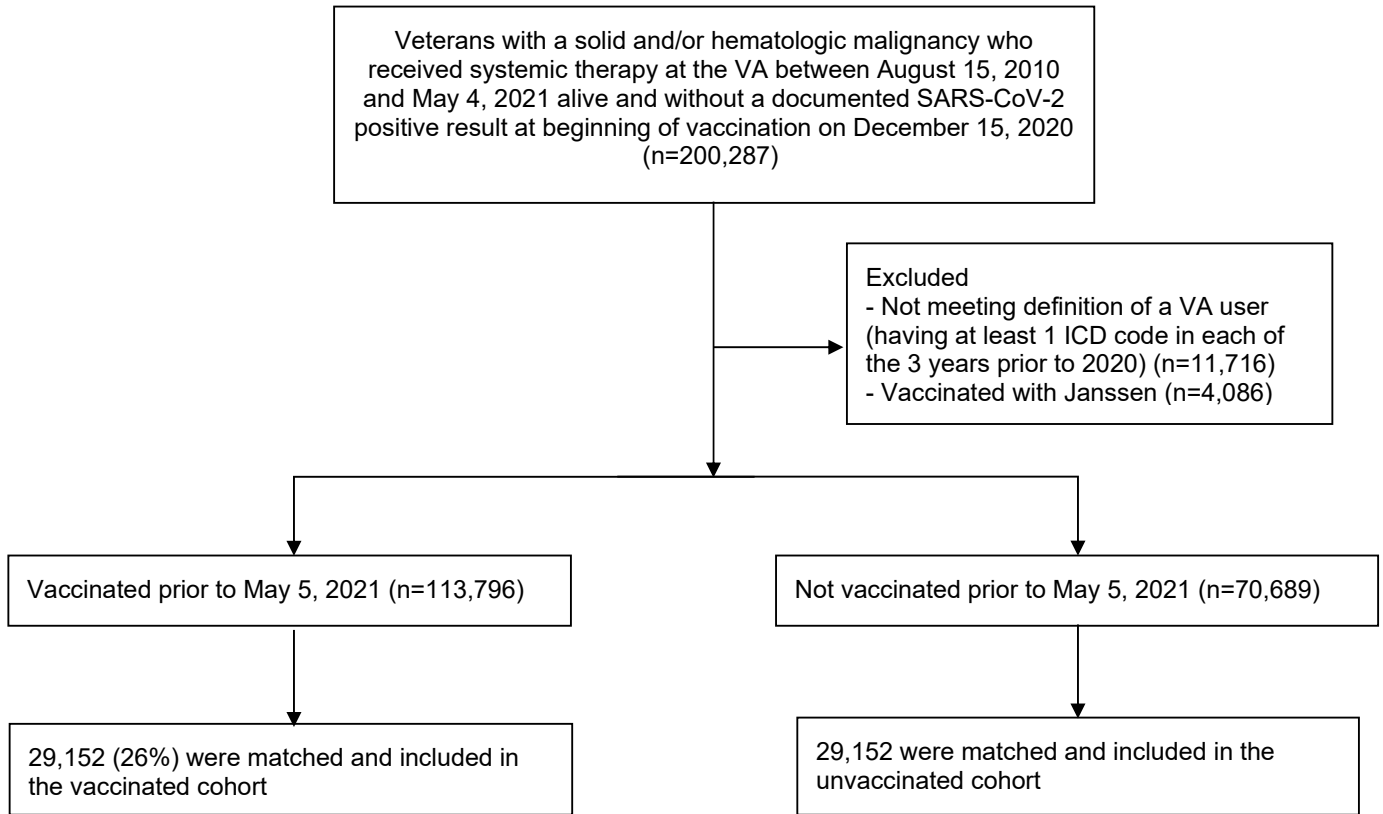 Veterans with a solid and/or hematologic malignancy who
received systemic therapy at the VA between August 15, 2010
and May 4, 2021 alive and without a documented SARS-CoV-2
positive result at beginning of vaccination on December 15, 2020
(n=200,287)
Excluded
- Not meeting definition of a VA user
(having at least 1 ICD code in each of
the 3 years prior to 2020) (n=11,716)
- Vaccinated with Janssen (n=4,086)
Vaccinated prior to May 5, 2021 (n=113,796)
Not vaccinated prior to May 5, 2021 (n=70,689)
29,152 (26%) were matched and included in
the vaccinated cohort
29,152 were matched and included in the
unvaccinated cohort